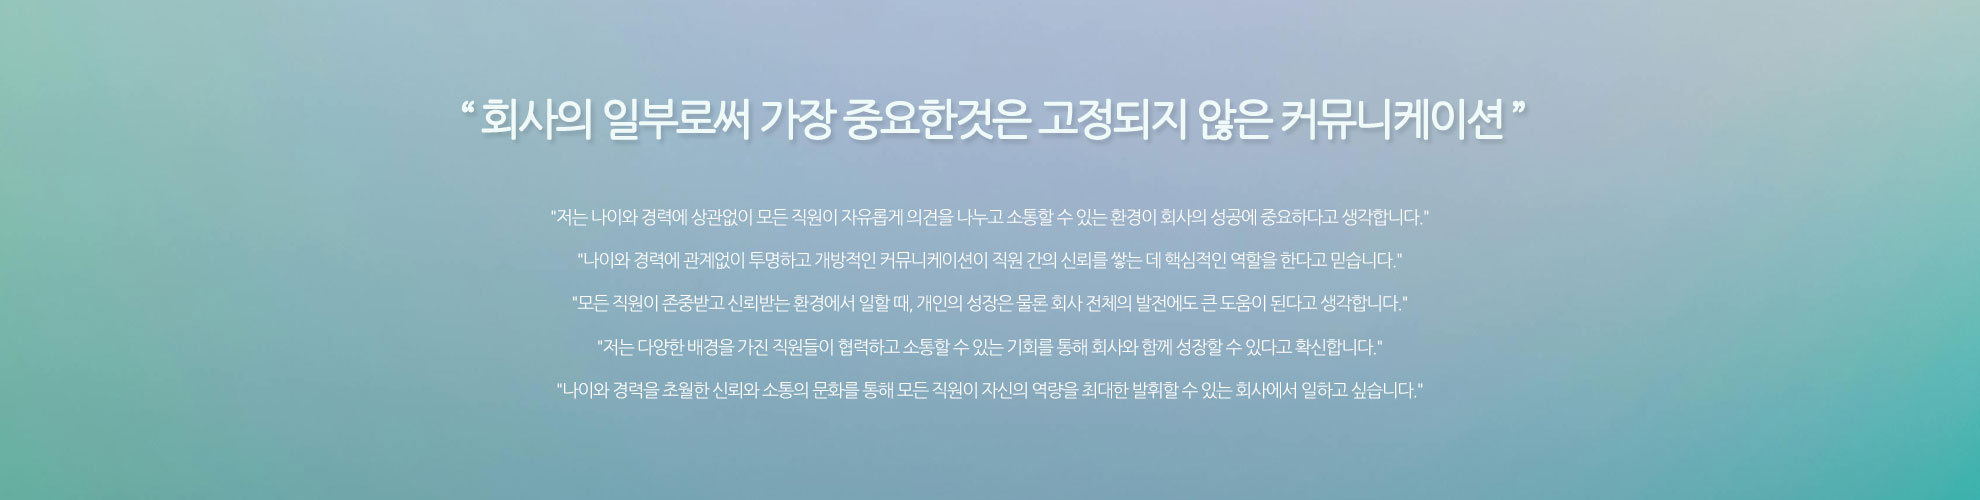 “ 회사의 일부로써 가장 중요한것은 고정되지 않은 커뮤니케이션 ”
"저는 나이와 경력에 상관없이 모든 직원이 자유롭게 의견을 나누고 소통할 수 있는 환경이 회사의 성공에 중요하다고 생각합니다."
"나이와 경력에 관계없이 투명하고 개방적인 커뮤니케이션이 직원 간의 신뢰를 쌓는 데 핵심적인 역할을 한다고 믿습니다."
"모든 직원이 존중받고 신뢰받는 환경에서 일할 때, 개인의 성장은 물론 회사 전체의 발전에도 큰 도움이 된다고 생각합니다."
"저는 다양한 배경을 가진 직원들이 협력하고 소통할 수 있는 기회를 통해 회사와 함께 성장할 수 있다고 확신합니다."
"나이와 경력을 초월한 신뢰와 소통의 문화를 통해 모든 직원이 자신의 역량을 최대한 발휘할 수 있는 회사에서 일하고 싶습니다."